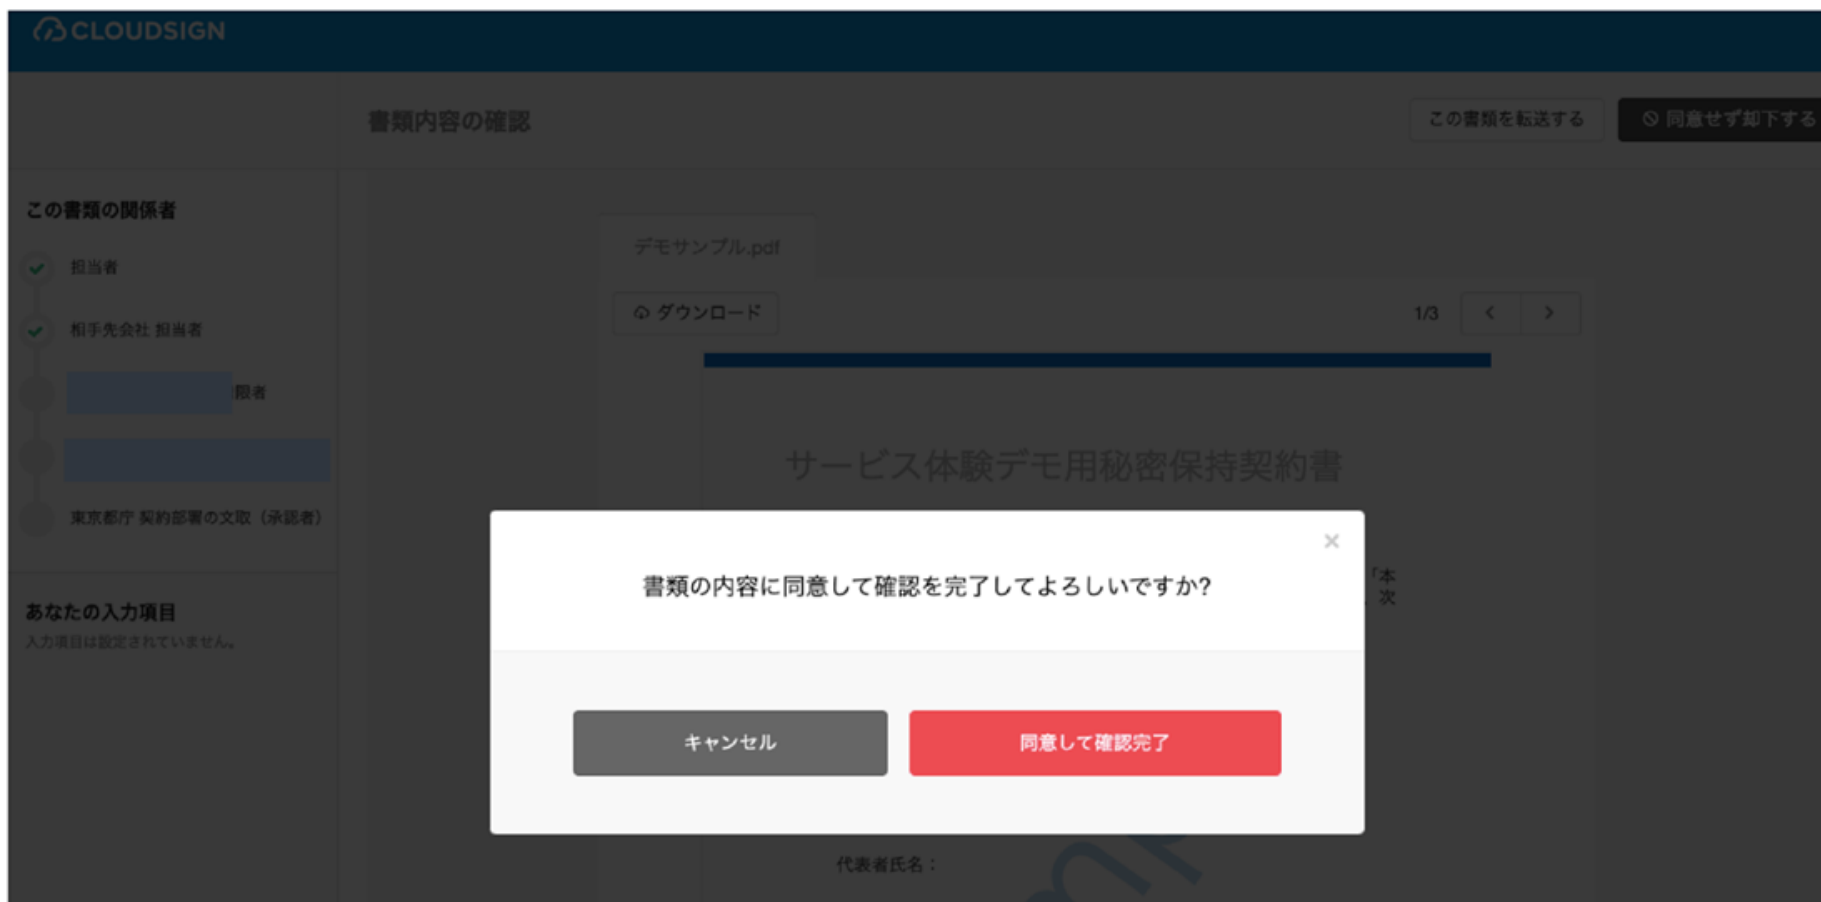 CLOUDSIGN
書類内容の確認
この書類を転送する
同意せず却下する
この書類の関係者
担当者
相手先会社 担当者
限者
東京都庁 契約部署の文取（承認者）
あなたの入力項目
入力項目は設定されていません。
デモサンプル.pdf
ダウンロード
1/3
サービス体験デモ用秘密保持契約書
「本
次
書類の内容に同意して確認を完了してよろしいですか?
キャンセル
同意して確認完了
代表者氏名：